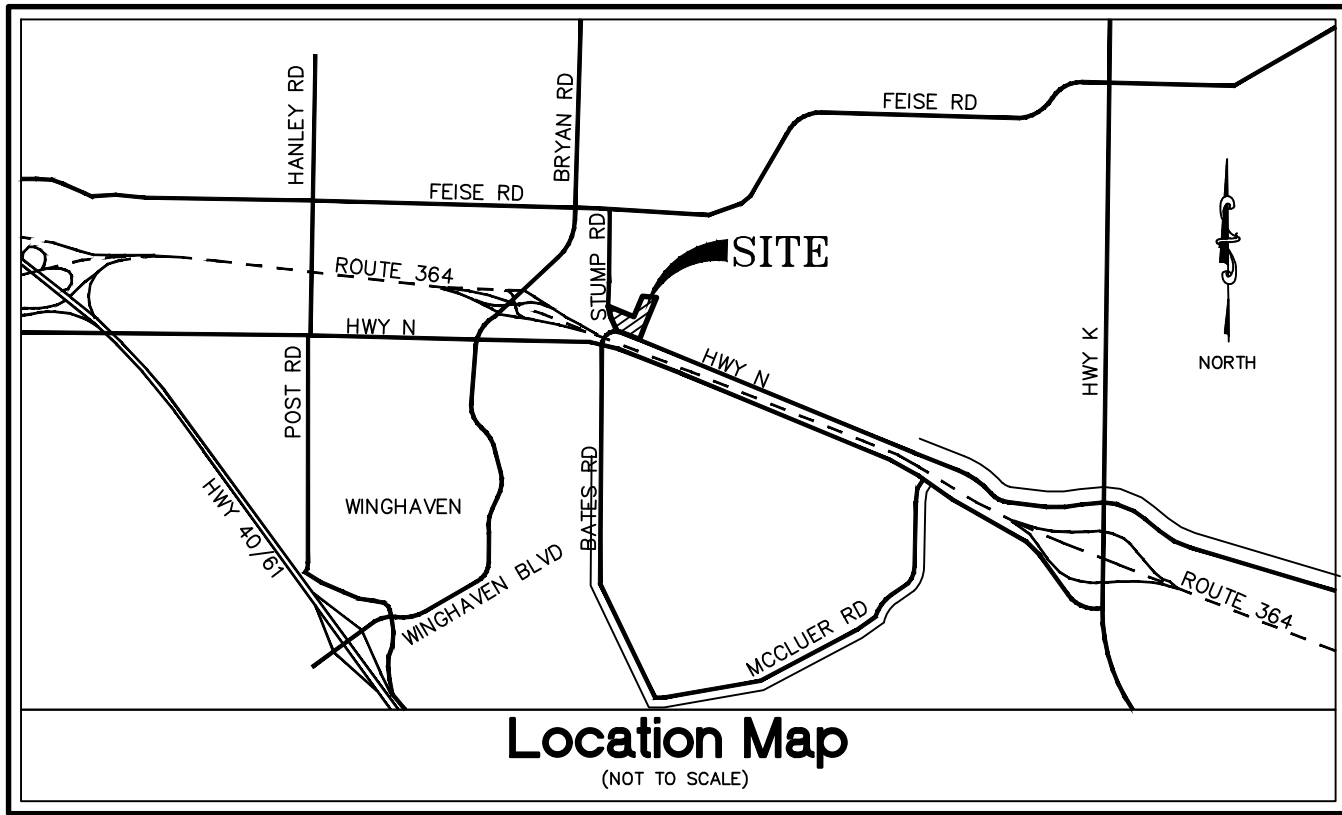 HANLEY RD
BRYAN RD
FEISE RD
FEISE RD
STUMP RD
SITE
ROUTE 364
HWY N
HWY N
HWY K
NORTH
POST RD
BATES RD
HWY 40/61
WINGHAVEN
WINGHAVEN BLVD
MCCLUER RD
ROUTE 364
Location Map
(NOT TO SCALE)